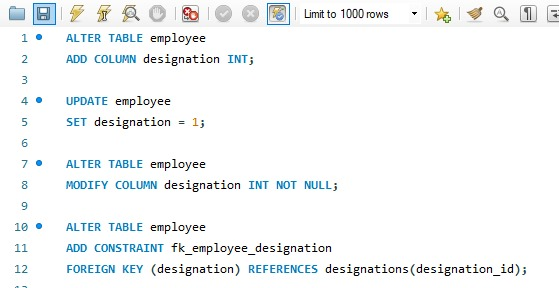 Limit to 1000 rows
1 ALTER TABLE employee
2 ADD COLUMN designation INT;
3
4 UPDATE employee
5 SET designation = 1;
6
7 ALTER TABLE employee
8 MODIFY COLUMN designation INT NOT NULL;
9
10 ALTER TABLE employee
11 ADD CONSTRAINT fk_employee_designation
12 FOREIGN KEY (designation) REFERENCES designations(designation_id);